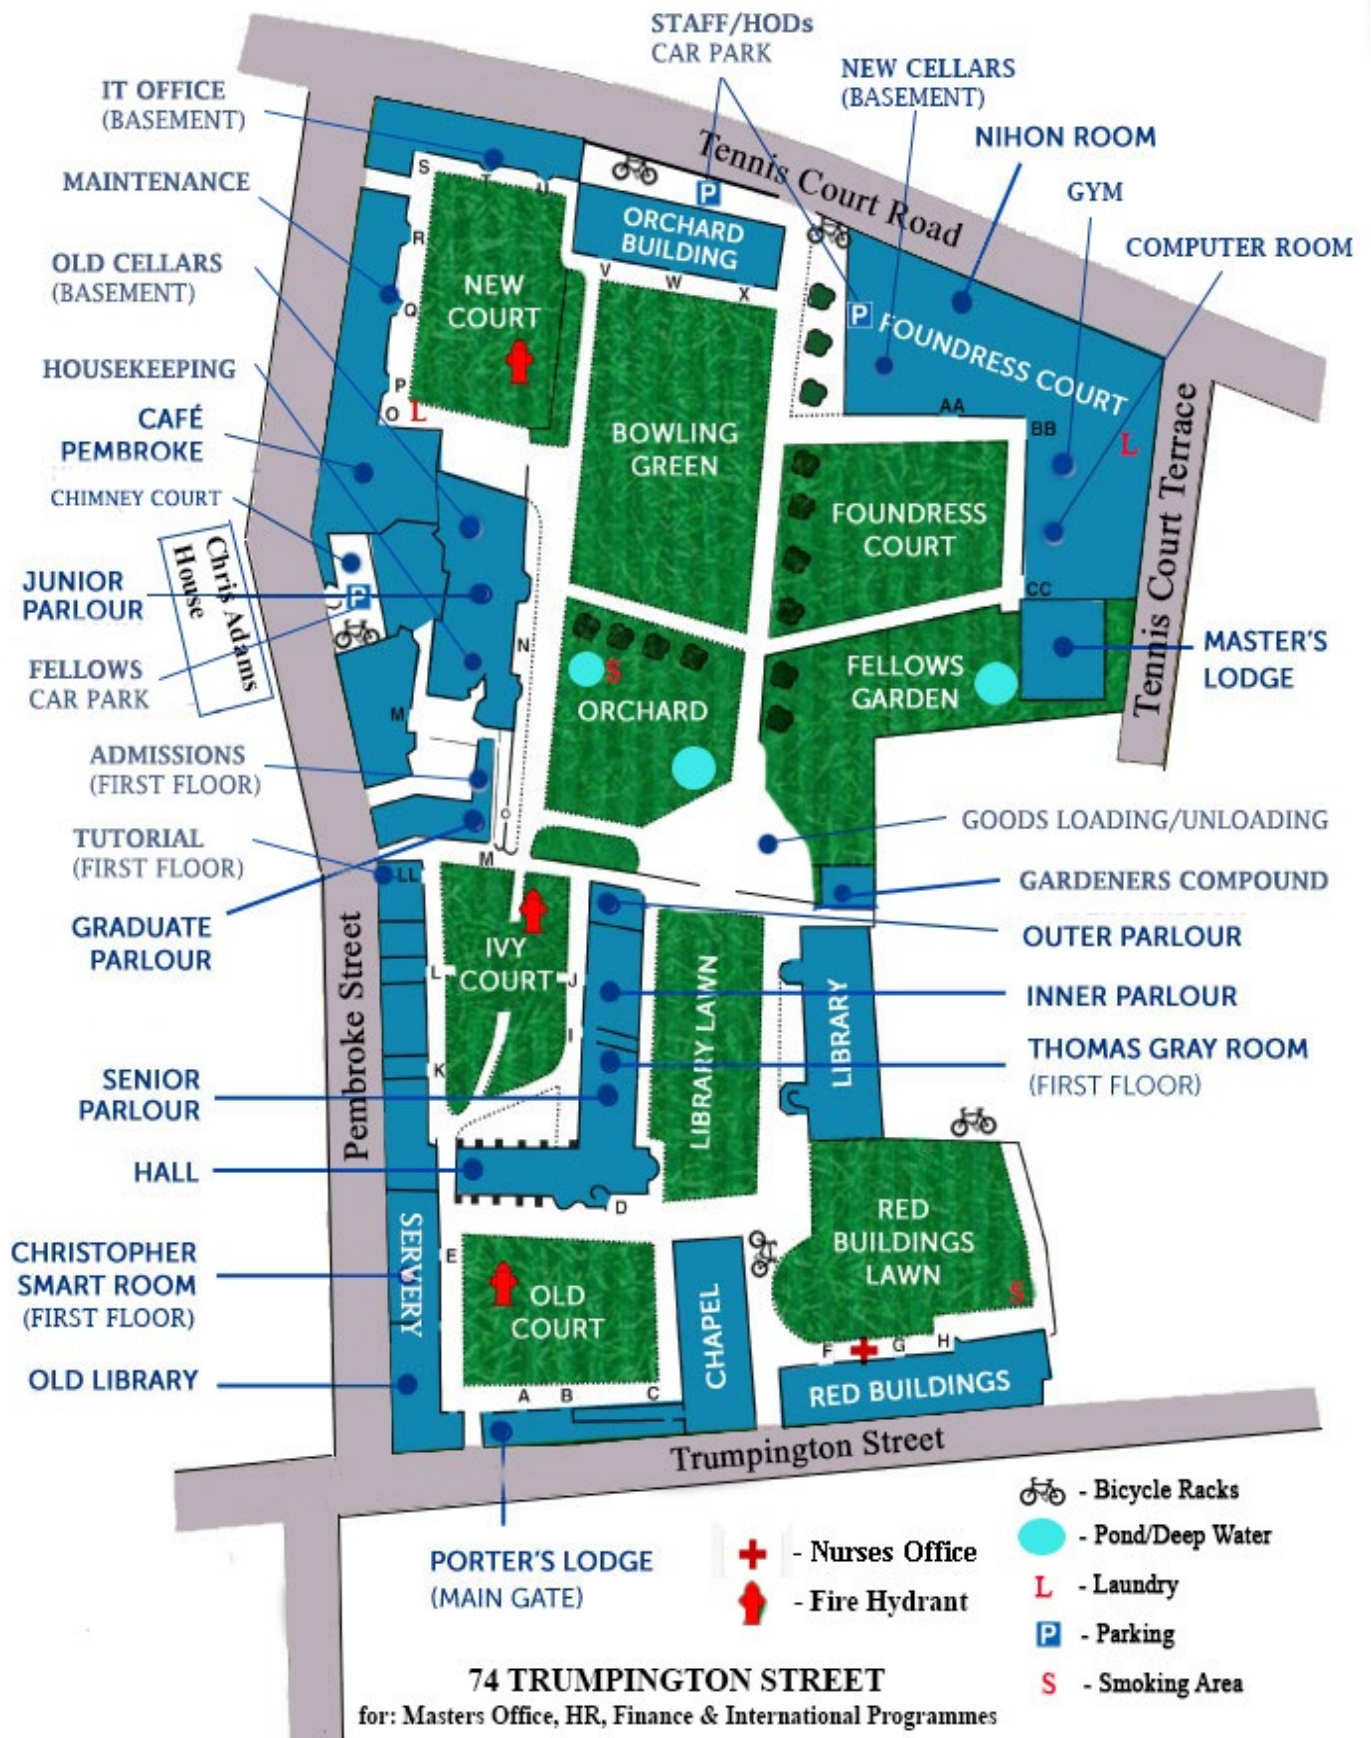 STAFF/HODs
CAR PARK
NEW CELLARS
(BASEMENT)
IT OFFICE
(BASEMENT)
NIHON ROOM
Tennis Court Road
MAINTENANCE
GYM
S
T
U
P
ORCHARD
BUILDING
COMPUTER ROOM
R
OLD CELLARS
(BASEMENT)
NEW
COURT
V
W
X
Q
P
FOUNDRESS COURT
HOUSEKEEPING
P
O
L
AA
BB
L
CAFÉ
PEMBROKE
BOWLING
GREEN
Tennis Court Terrace
CHIMNEY COURT
FOUNDRESS
COURT
Chris Adams
House
JUNIOR
PARLOUR
P
CC
N
MASTER'S
LODGE
FELLOWS
CAR PARK
S
FELLOWS
GARDEN
ORCHARD
M
ADMISSIONS
(FIRST FLOOR)
GOODS LOADING/UNLOADING
TUTORIAL
(FIRST FLOOR)
M
LL
GARDENERS COMPOUND
GRADUATE
PARLOUR
OUTER PARLOUR
IVY
COURT
L
J
INNER PARLOUR
LIBRARY LAWN
LIBRARY
Pembroke Street
I
THOMAS GRAY ROOM
(FIRST FLOOR)
K
SENIOR
PARLOUR
HALL
D
RED
BUILDINGS
LAWN
SERVERY
E
CHRISTOPHER
SMART ROOM
(FIRST FLOOR)
OLD
COURT
S
CHAPEL
F
G
H
OLD LIBRARY
A
B
C
RED BUILDINGS
Trumpington Street
- Bicycle Racks
- Pond/Deep Water
PORTER'S LODGE
(MAIN GATE)
- Nurses Office
- Fire Hydrant
L - Laundry
P - Parking
S - Smoking Area
74 TRUMPINGTON STREET
for: Masters Office, HR, Finance & International Programmes